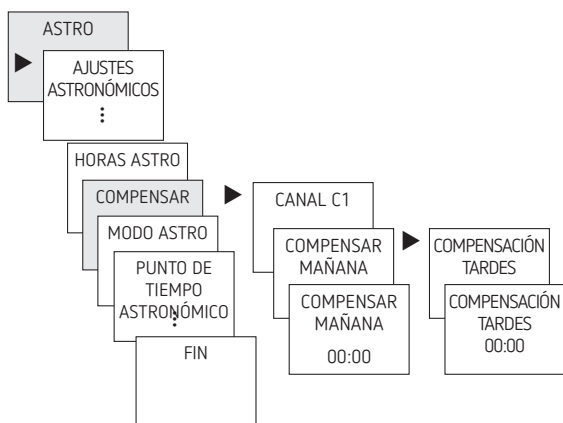 ASTRO
AJUSTES
ASTRONÓMICOS
HORAS ASTRO
COMPENSAR
MODO ASTRO
PUNTO DE
TIEMPO
ASTRONÓMICO
FIN
CANAL C1
COMPENSAR
MAÑANA
COMPENSAR
MAÑANA
00:00
COMPENSACIÓN
TARDES
COMPENSACIÓN
TARDES
00:00